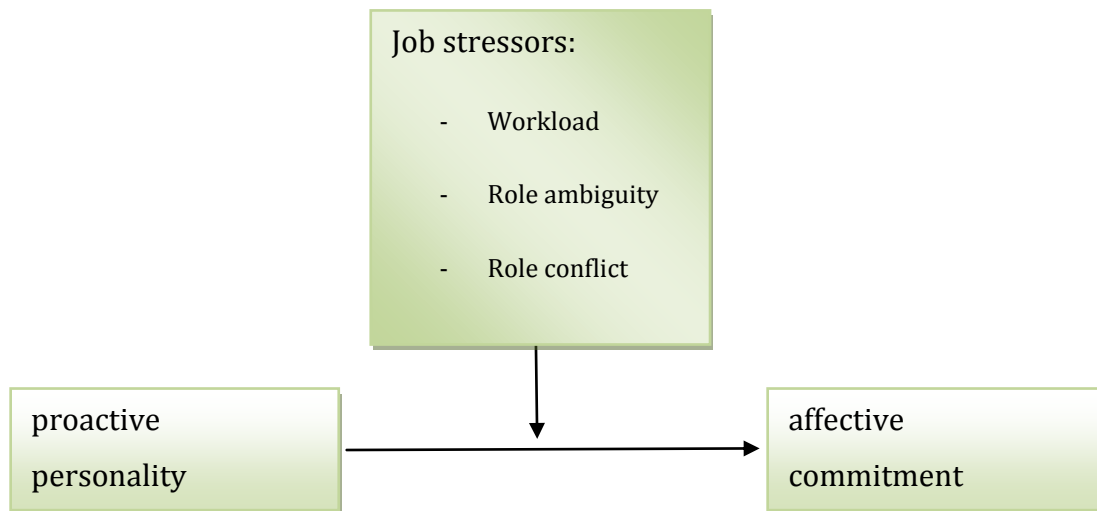 Job stressors:
- Workload
- Role ambiguity
- Role conflict
proactive
personality
affective
commitment